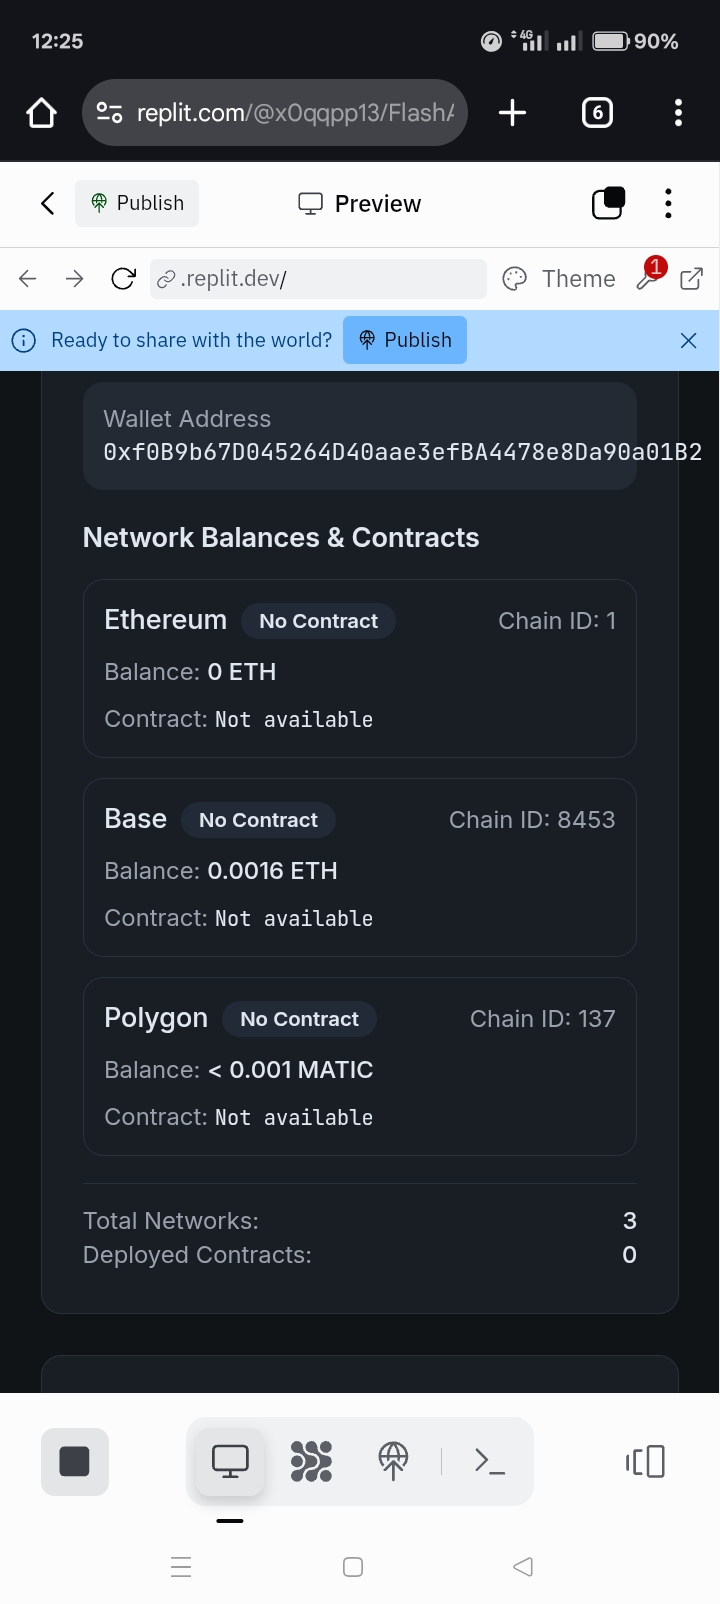 12:25
4G
90%
replit.com/@x0qqpp13/Flash
6
Publish
Preview
.replit.dev/
Theme
1
Ready to share with the world?
Publish
Wallet Address
0xf0B9b67D045264D40aae3efBA4478e8Da90a01B2
Network Balances & Contracts
Ethereum No Contract Chain ID: 1
Balance: 0 ETH
Contract: Not available
Base No Contract Chain ID: 8453
Balance: 0.0016 ETH
Contract: Not available
Polygon No Contract Chain ID: 137
Balance: < 0.001 MATIC
Contract: Not available
Total Networks: 3
Deployed Contracts: 0